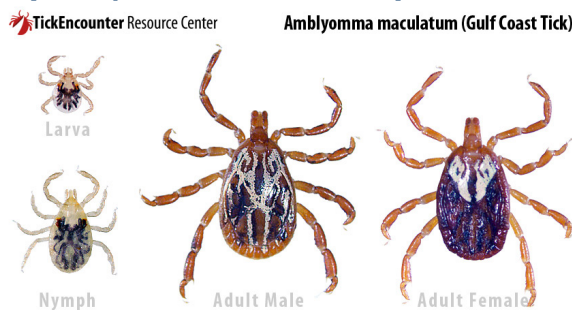 TickEncounter Resource Center
Amblyomma maculatum (Gulf Coast Tick)
Larva
Nymph
Adult Male
Adult Female